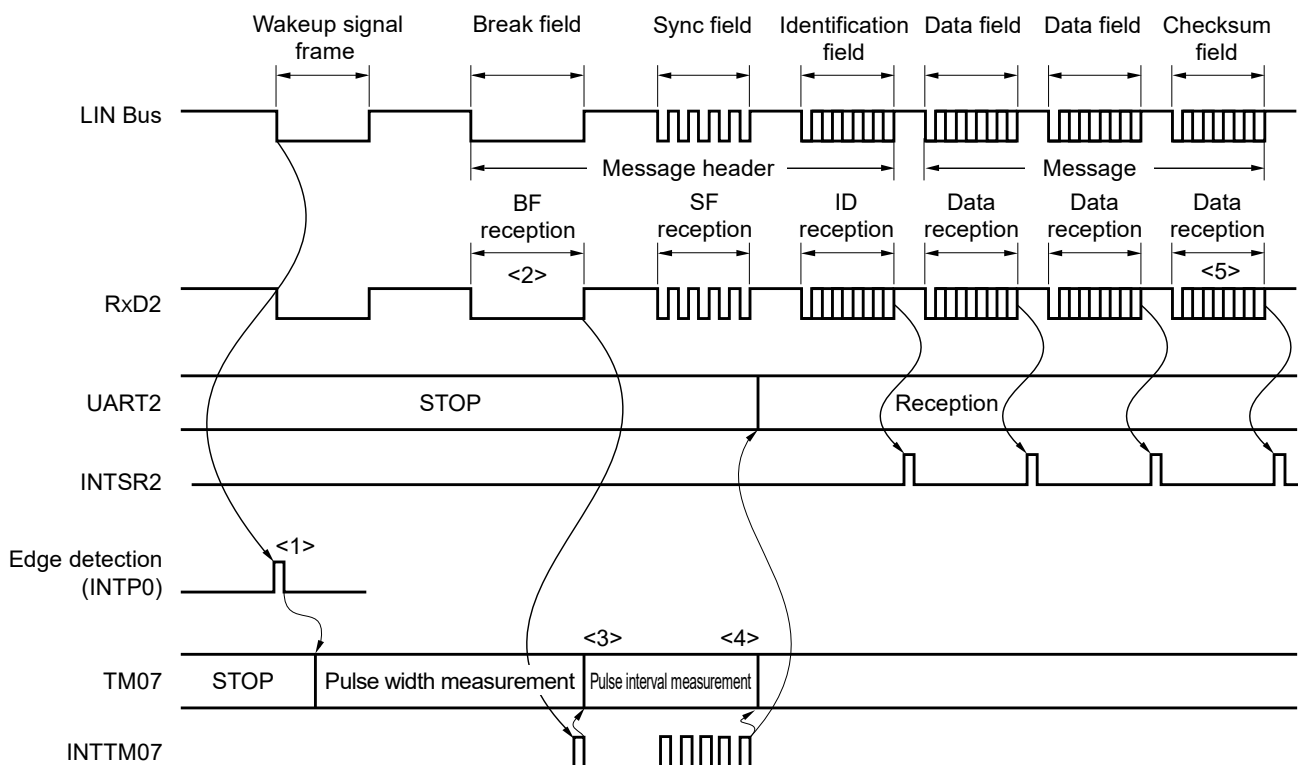 Wakeup signal
frame
Break field
Sync field
Identification
field
Data field
Data field
Checksum
field
LIN Bus
Message header
Message
BF
reception
SF
reception
ID
reception
Data
reception
Data
reception
Data
reception
<2>
<5>
RxD2
UART2
STOP
Reception
INTSR2
Edge detection
(INTP0)
<1>
<3>
<4>
TM07
STOP
Pulse width measurement
Pulse interval measurement
INTTM07